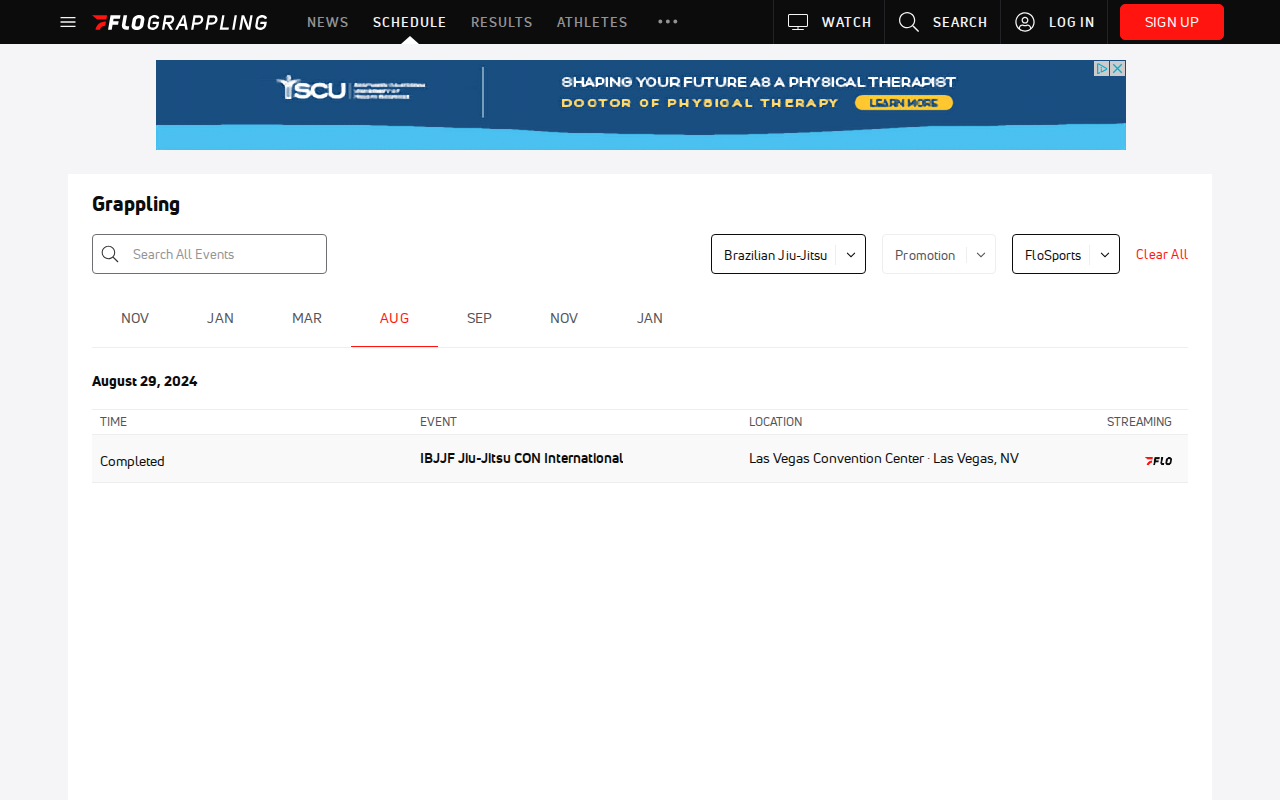 FLOGRAPPLING NEWS SCHEDULE RESULTS ATHLETES WATCH SEARCH LOG IN SIGN UP
SCU
SHAPING YOUR FUTURE AS A PHYSICAL THERAPIST
DOCTOR OF PHYSICAL THERAPY LEARN MORE
Grappling
Search All Events Brazilian Jiu-Jitsu Promotion FloSports Clear All
NOV JAN MAR AUG SEP NOV JAN
August 29, 2024
TIME EVENT LOCATION STREAMING
Completed IBJJF Jiu-Jitsu CON International Las Vegas Convention Center · Las Vegas, NV FLO